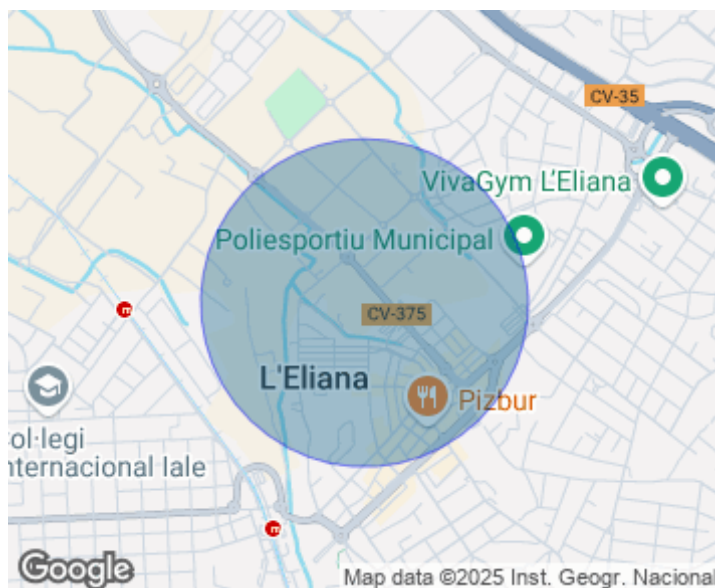 CV-35
VivaGym L'Eliana
Poliesportiu Municipal
CV-375
L'Eliana
Pizbur
Col·legi
nternacional Iale
Google
Map data ©2025 Inst. Geogr. Nacional